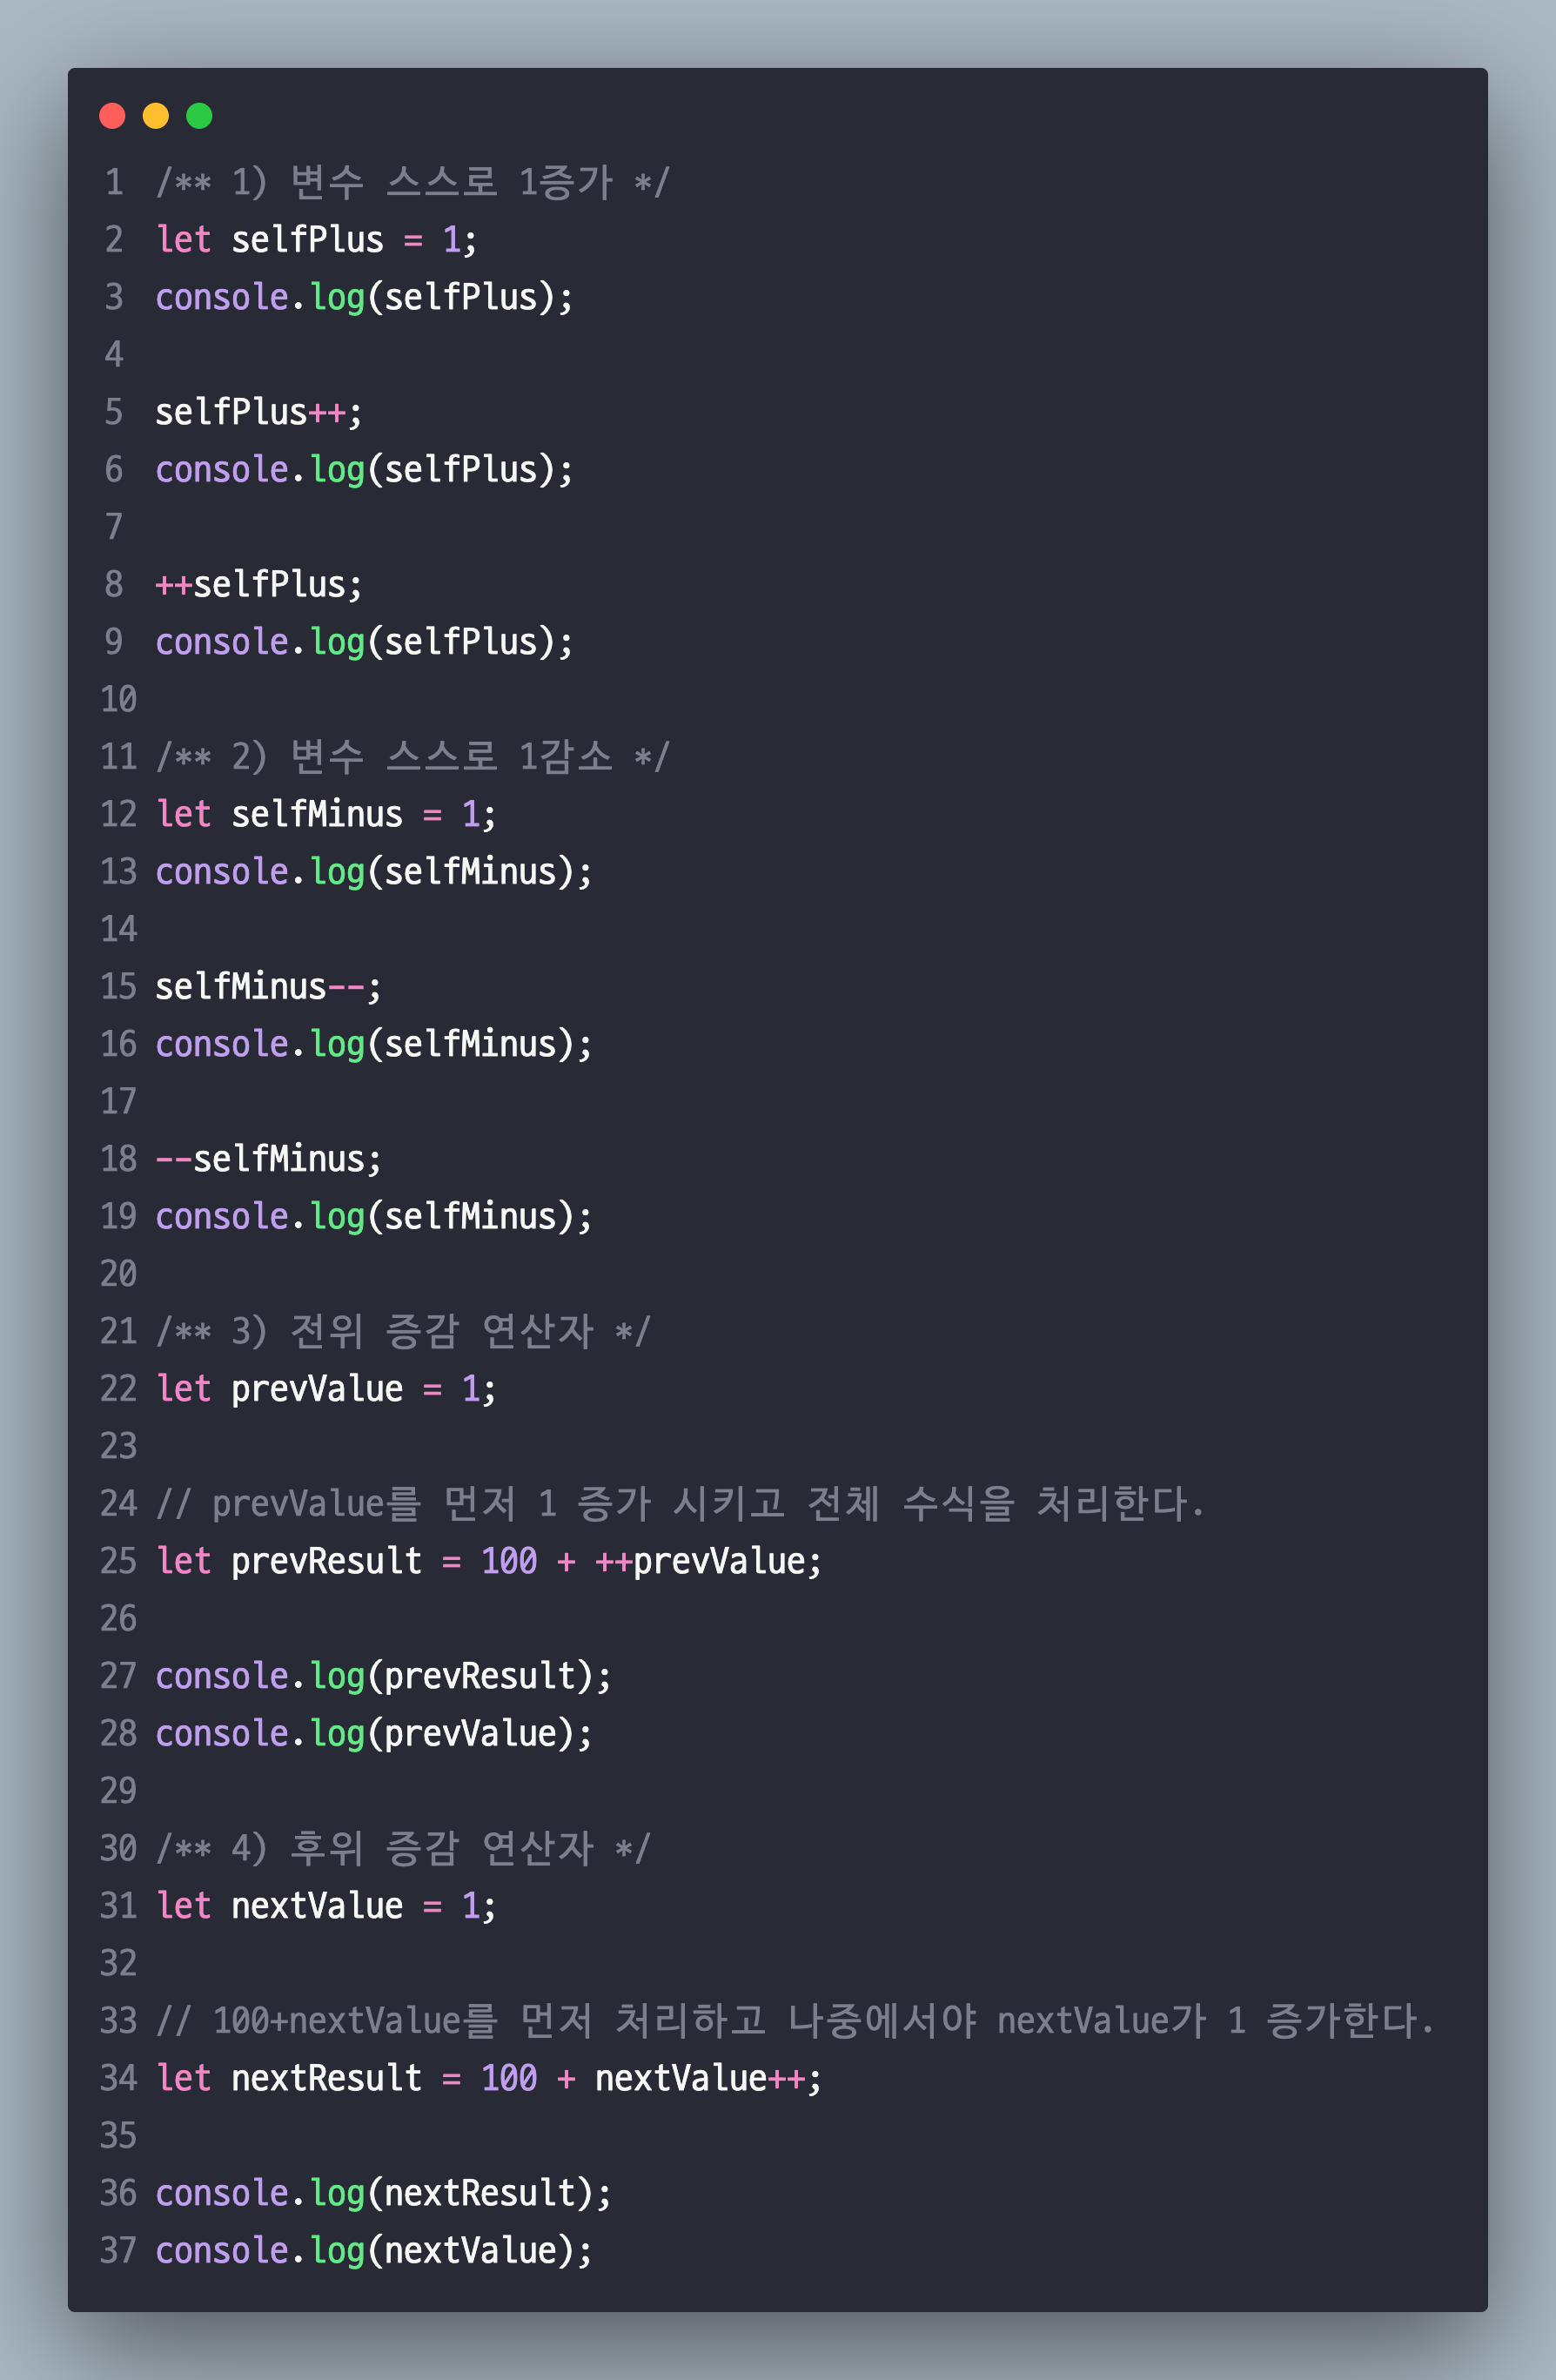 1 /** 1) 변수 스스로 1증가 */
2 let selfPlus = 1;
3 console.log(selfPlus);
4
5 selfPlus++;
6 console.log(selfPlus);
7
8 ++selfPlus;
9 console.log(selfPlus);
10
11 /** 2) 변수 스스로 1감소 */
12 let selfMinus = 1;
13 console.log(selfMinus);
14
15 selfMinus--;
16 console.log(selfMinus);
17
18 --selfMinus;
19 console.log(selfMinus);
20
21 /** 3) 전위 증감 연산자 */
22 let prevValue = 1;
23
24 // prevValue를 먼저 1 증가 시키고 전체 수식을 처리한다.
25 let prevResult = 100 + ++prevValue;
26
27 console.log(prevResult);
28 console.log(prevValue);
29
30 /** 4) 후위 증감 연산자 */
31 let nextValue = 1;
32
33 // 100+nextValue를 먼저 처리하고 나중에서야 nextValue가 1 증가한다.
34 let nextResult = 100 + nextValue++;
35
36 console.log(nextResult);
37 console.log(nextValue);